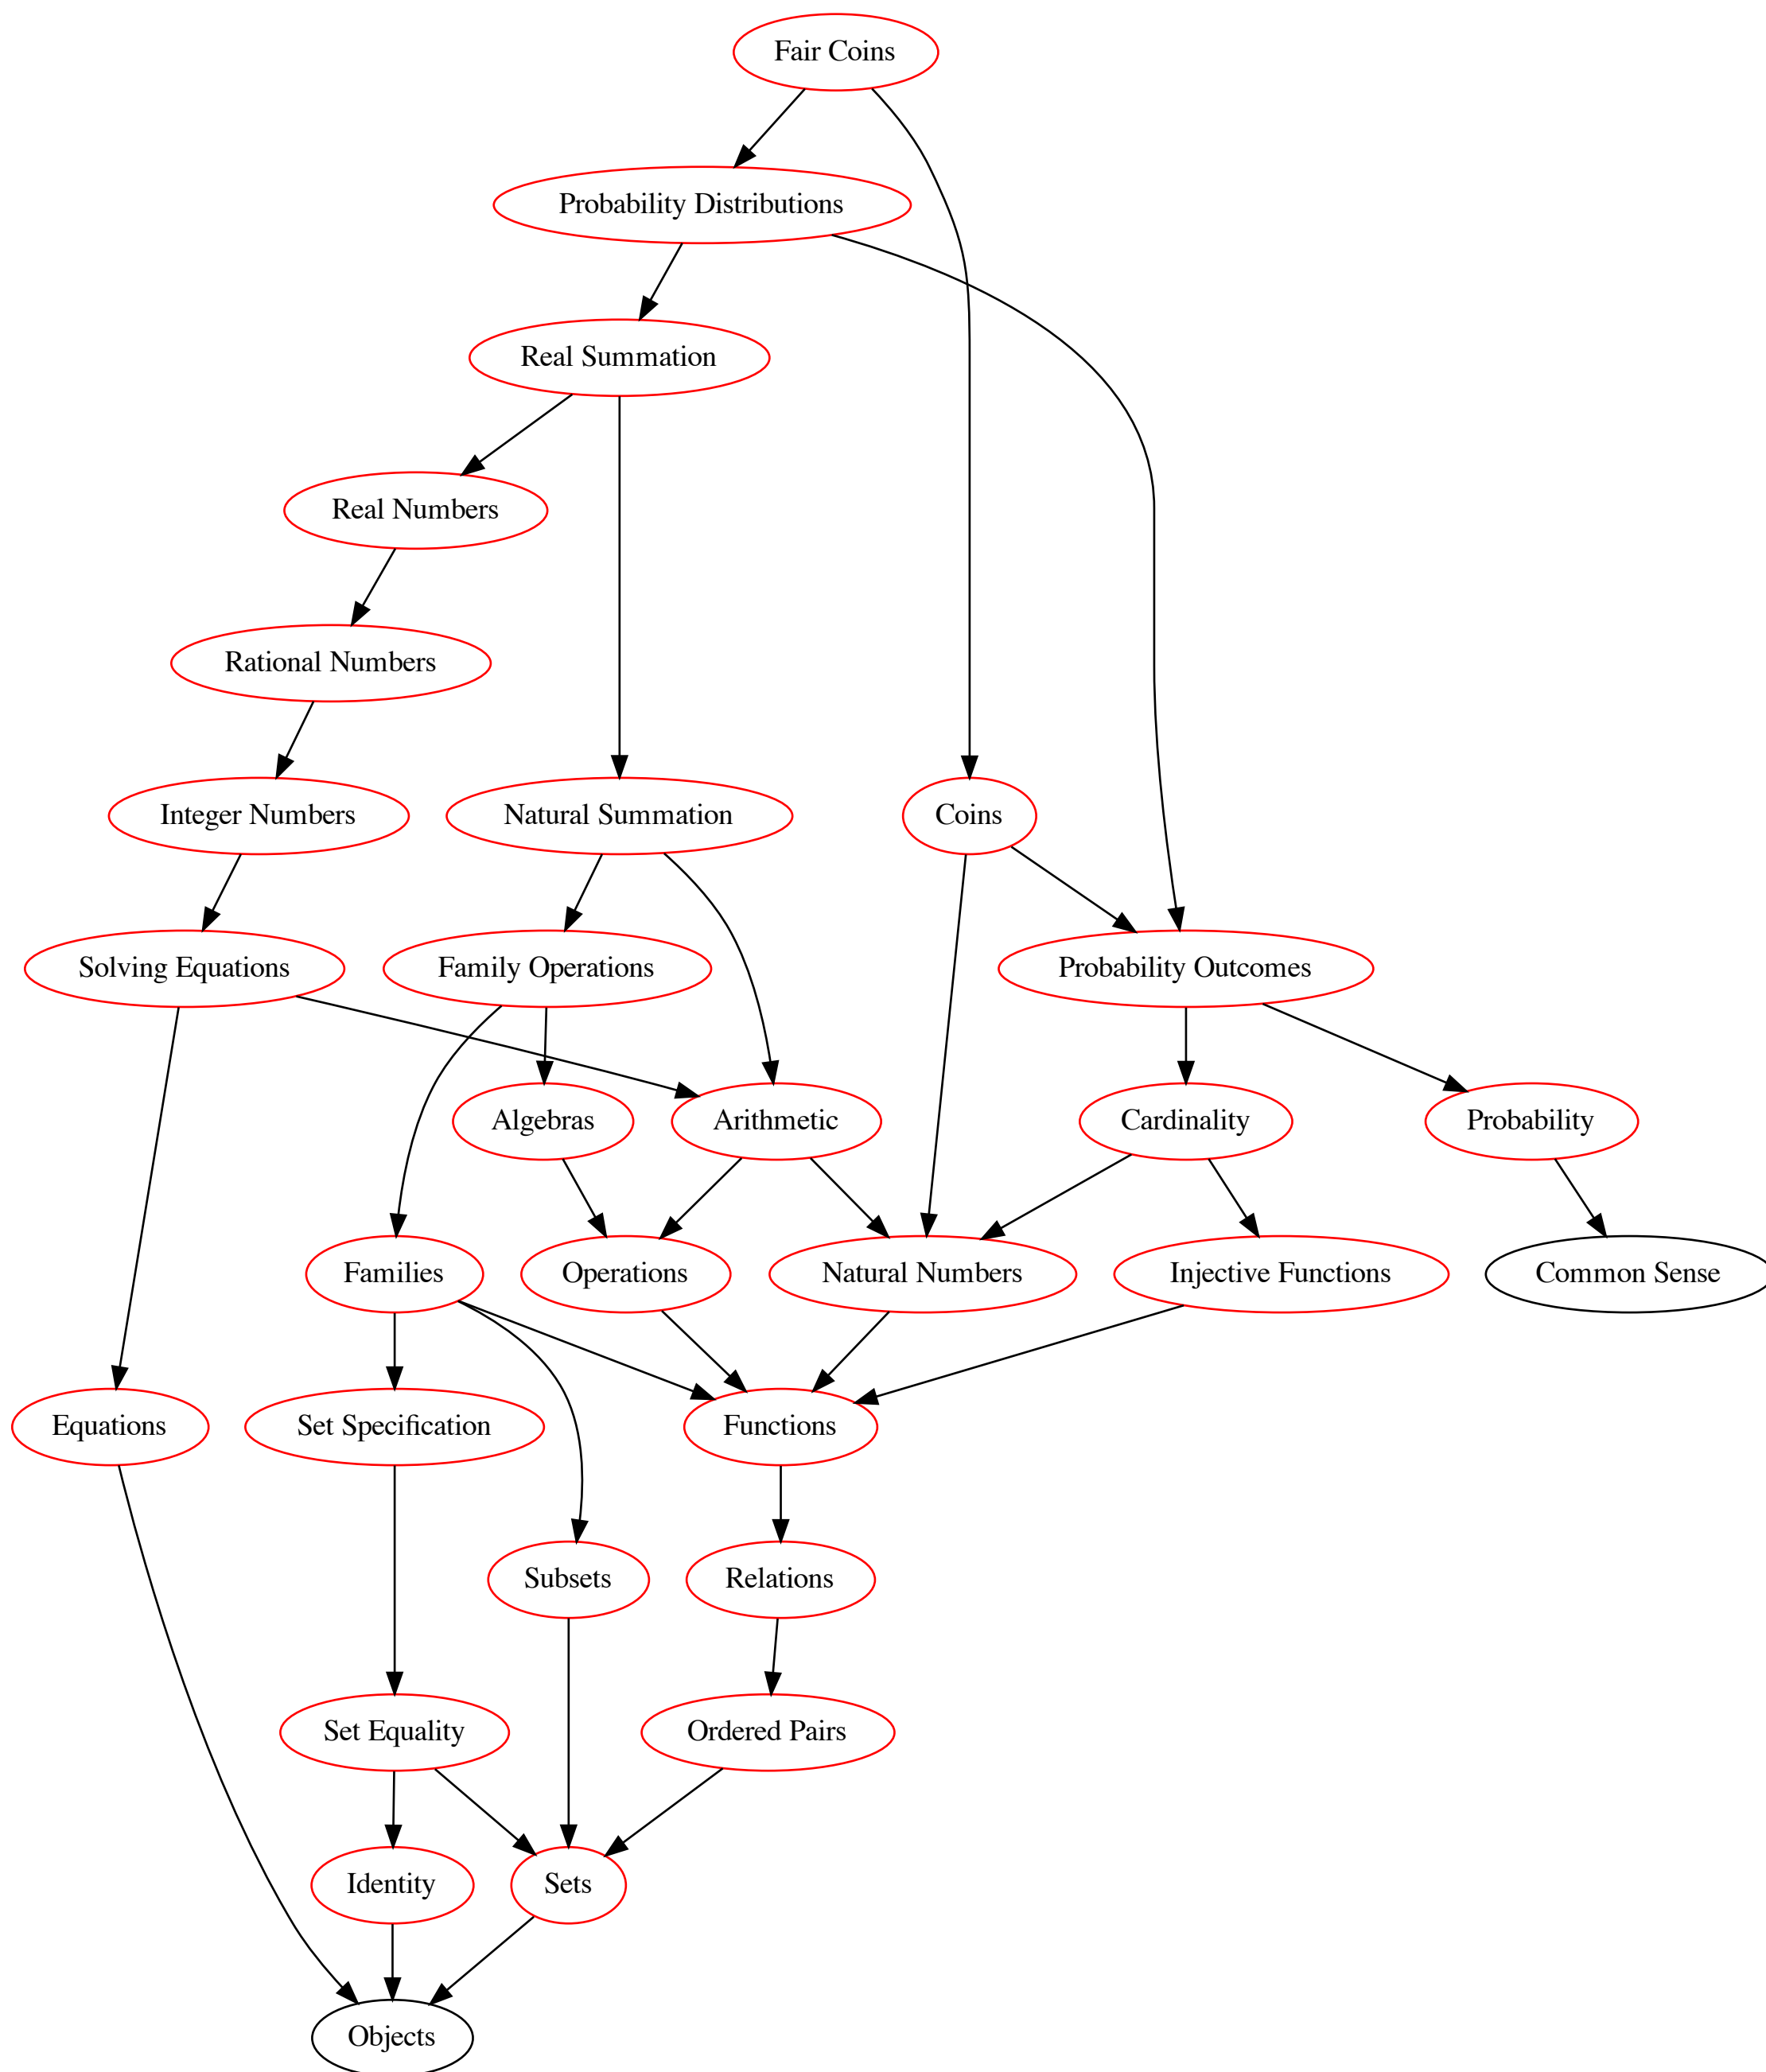 Fair Coins
Probability Distributions
Real Summation
Real Numbers
Rational Numbers
Integer Numbers
Natural Summation
Coins
Solving Equations
Family Operations
Probability Outcomes
Algebras
Arithmetic
Cardinality
Probability
Families
Operations
Natural Numbers
Injective Functions
Common Sense
Equations
Set Specification
Functions
Subsets
Relations
Set Equality
Ordered Pairs
Identity
Sets
Objects